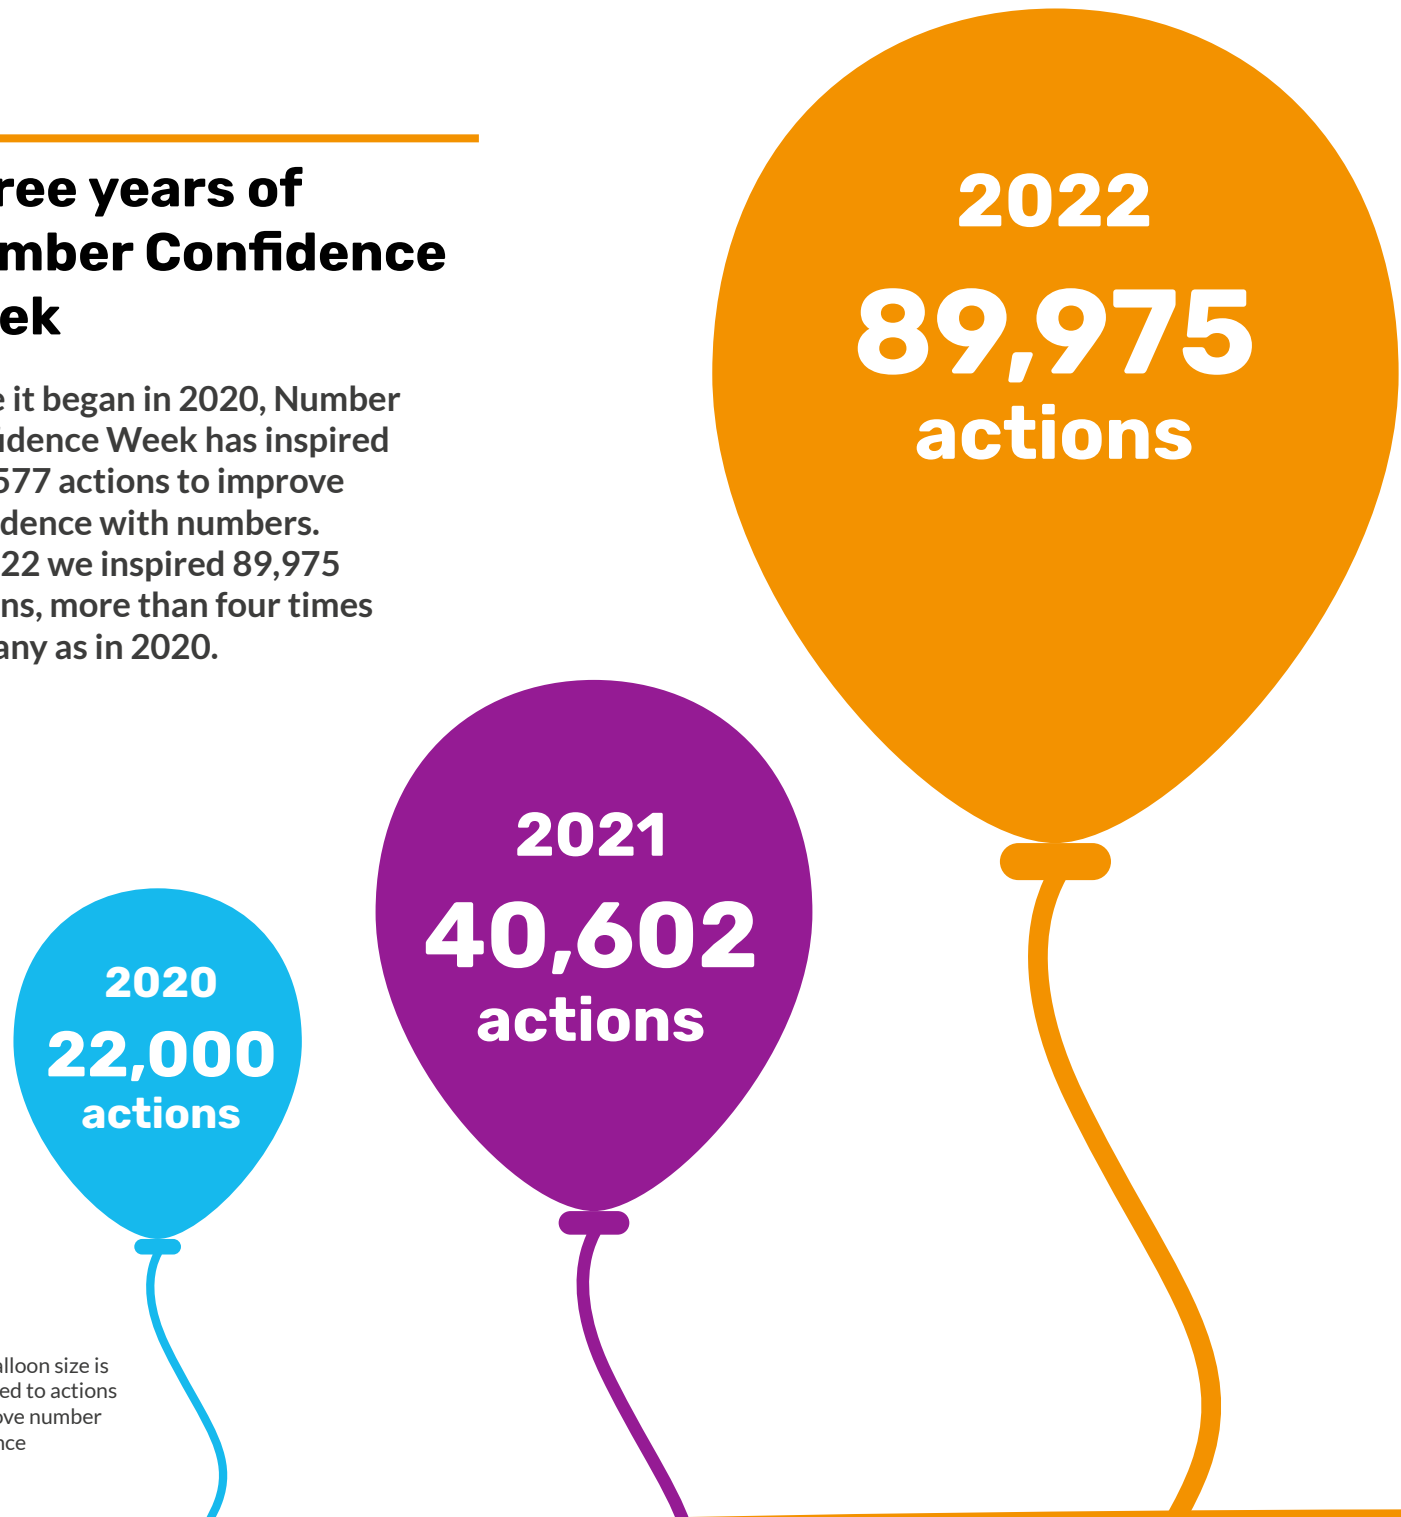 ree years of
mber Confidence
ek
e it began in 2020, Number
idence Week has inspired
577 actions to improve
dence with numbers.
22 we inspired 89,975
ns, more than four times
any as in 2020.
2022
89,975
actions
2021
40,602
actions
2020
22,000
actions
alloon size is
ed to actions
ove number
nce